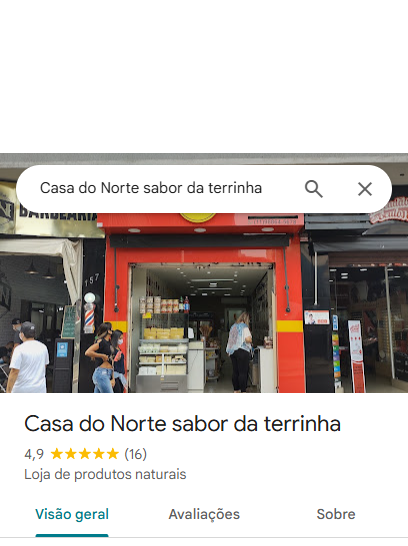 Casa do Norte sabor da terrinha
BARBEARIA
157
Casa do Norte sabor da terrinha
4,9 (16)
Loja de produtos naturais
Visão geral Avaliações Sobre